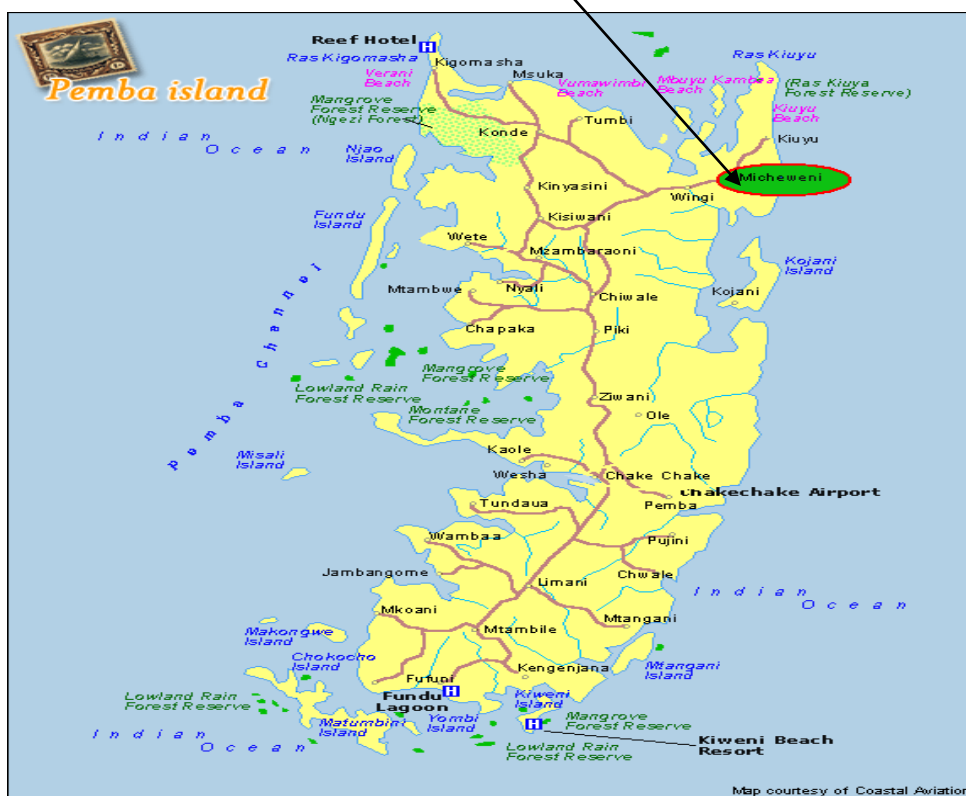 Pemba island
Reef Hotel
H
Ras Kigomasha
Kigomasha
Verani
Beach
Msuka
Vumawimbi
Beach
Mbuyu Kambaa
Beach
Ras Kiuyu
(Ras Kiuya
Forest Reserve)
Kiuyu
Beach
Mangrove
Forest Reserve
(Ngezi Forest)
Indian
Ocean
Konde
Tumbi
Kiuyu
Njao
Island
Micheweni
Kinyasini
Wingi
Fundu
Island
Kisiwani
Wete
Mzambaraoni
Kojani
Island
Mtambwe
Nyali
Chiwale
Kojani
Pemba Channel
Chapaka
Piki
Mangrove
Forest Reserve
Lowland Rain
Forest Reserve
Montane
Forest Reserve
Ziwani
Ole
Misali
Island
Kaole
Wesha
Chake Chake
Chakechake Airport
Tundaua
Pemba
Wambaa
Pujini
Jambangome
Limani
Chwale
Indian
Ocean
Mkoani
Mtangani
Makongwe
Island
Mtambile
Chokocho
Island
Kengenjana
Mtangani
Island
Lowland Rain
Forest Reserve
Fufuni
Fundu
Lagoon
H
Kiweni
Island
Matumbini
Island
Yombi
Island
H
Mangrove
Forest Reserve
Indian
Ocean
Lowland Rain
Forest Reserve
Kiweni Beach
Resort
Map courtesy of Coastal Aviation